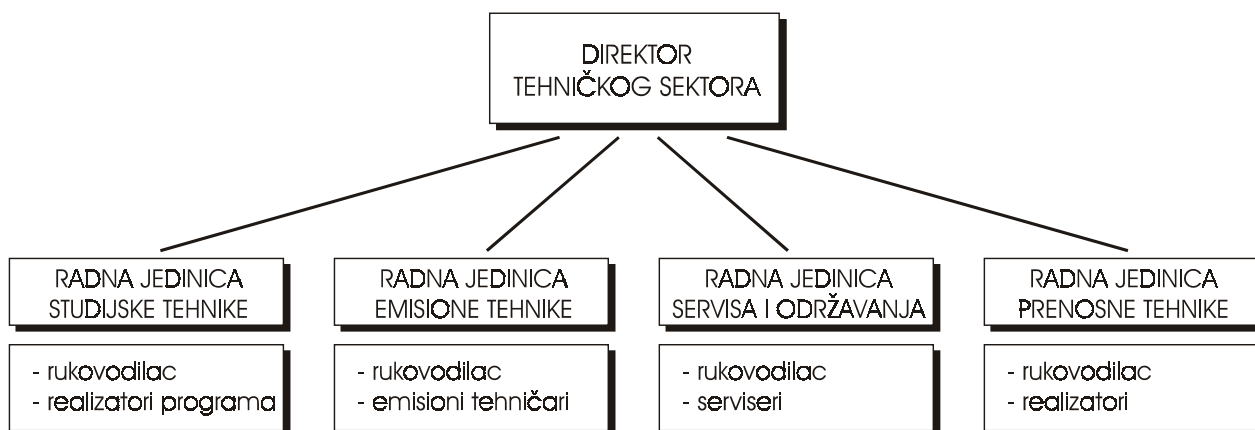 DIREKTOR
TEHNIČKOG SEKTORA
RADNA JEDINICA
STUDIJSKE TEHNIKE
- rukovodilac
- realizatori programa
RADNA JEDINICA
EMISIONE TEHNIKE
- rukovodilac
- emisioni tehničari
RADNA JEDINICA
SERVISA I ODRŽAVANJA
- rukovodilac
- serviseri
RADNA JEDINICA
PRENOSNE TEHNIKE
- rukovodilac
- realizatori